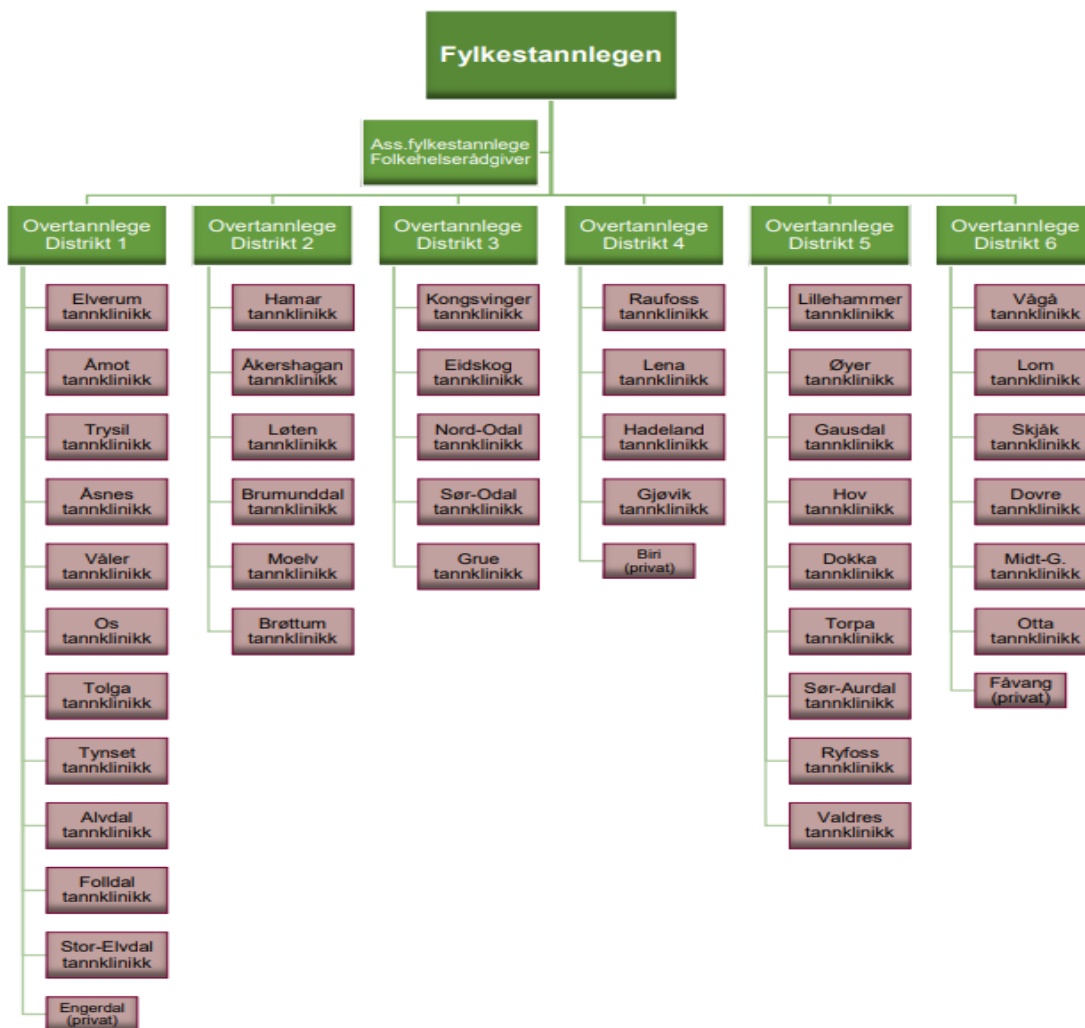 Fylkestannlegen
Ass.fylkestannlege
Folkehelserådgiver
Overtannlege
Distrikt 1
Elverum
tannklinikk
Åmot
tannklinikk
Trysil
tannklinikk
Åsnes
tannklinikk
Våler
tannklinikk
Os
tannklinikk
Tolga
tannklinikk
Tynset
tannklinikk
Alvdal
tannklinikk
Folldal
tannklinikk
Stor-Elvdal
tannklinikk
Engerdal
(privat)
Overtannlege
Distrikt 2
Hamar
tannklinikk
Åkershagan
tannklinikk
Løten
tannklinikk
Brumunddal
tannklinikk
Moelv
tannklinikk
Brøttum
tannklinikk
Overtannlege
Distrikt 3
Kongsvinger
tannklinikk
Eidskog
tannklinikk
Nord-Odal
tannklinikk
Sør-Odal
tannklinikk
Grue
tannklinikk
Overtannlege
Distrikt 4
Raufoss
tannklinikk
Lena
tannklinikk
Hadeland
tannklinikk
Gjøvik
tannklinikk
Biri
(privat)
Overtannlege
Distrikt 5
Lillehammer
tannklinikk
Øyer
tannklinikk
Gausdal
tannklinikk
Hov
tannklinikk
Dokka
tannklinikk
Torpa
tannklinikk
Sør-Aurdal
tannklinikk
Ryfoss
tannklinikk
Valdres
tannklinikk
Overtannlege
Distrikt 6
Vågå
tannklinikk
Lom
tannklinikk
Skjåk
tannklinikk
Dovre
tannklinikk
Midt-G.
tannklinikk
Otta
tannklinikk
Fåvang
(privat)